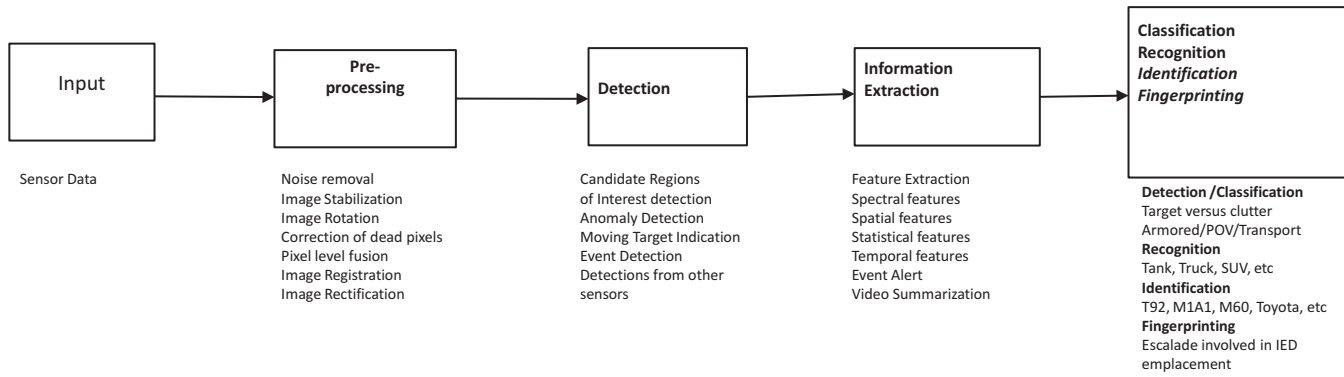 Input
Pre-
processing
Detection
Information
Extraction
Classification
Recognition
Identification
Fingerprinting
Sensor Data
Noise removal
Image Stabilization
Image Rotation
Correction of dead pixels
Pixel level fusion
Image Registration
Image Rectification
Candidate Regions
of Interest detection
Anomaly Detection
Moving Target Indication
Event Detection
Detections from other
sensors
Feature Extraction
Spectral features
Spatial features
Statistical features
Temporal features
Event Alert
Video Summarization
Detection /Classification
Target versus clutter
Armored/POV/Transport
Recognition
Tank, Truck, SUV, etc
Identification
T92, M1A1, M60, Toyota, etc
Fingerprinting
Escalade involved in IED
emplacement